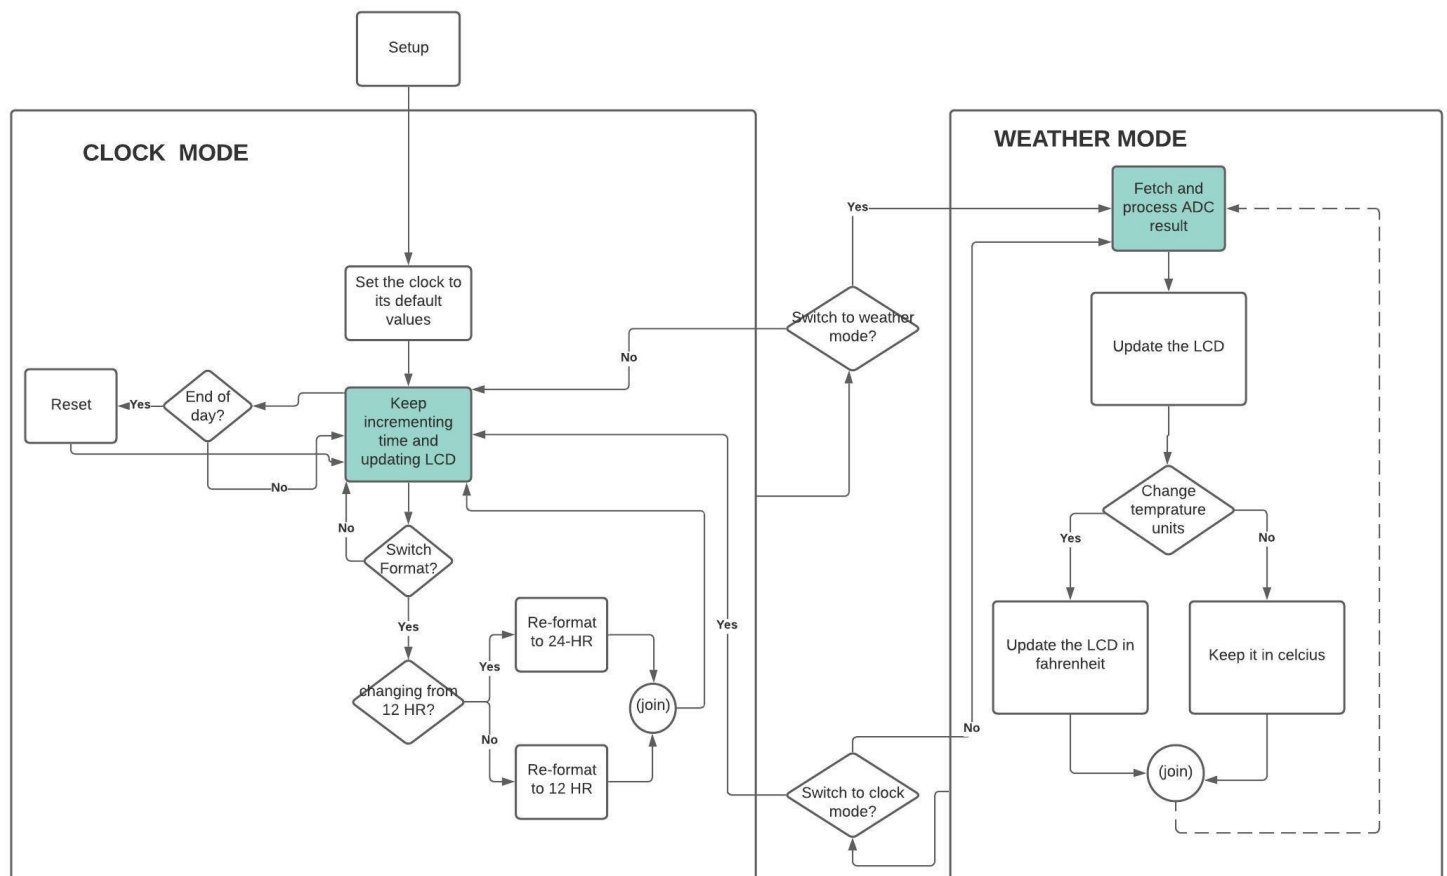 Setup
CLOCK  MODE
Set the clock to
its default
values
Keep
incrementing
time and
updating LCD
End of
day?
Yes
Reset
No
No
Switch
Format?
Yes
changing from
12 HR?
Yes
Re-format
to 24-HR
No
Re-format
to 12 HR
(join)
Switch to weather
mode?
Yes
No
Switch to clock
mode?
Yes
No
WEATHER MODE
Fetch and
process ADC
result
Update the LCD
Change
temprature
units
Yes
No
Update the LCD in
fahrenheit
Keep it in celcius
(join)